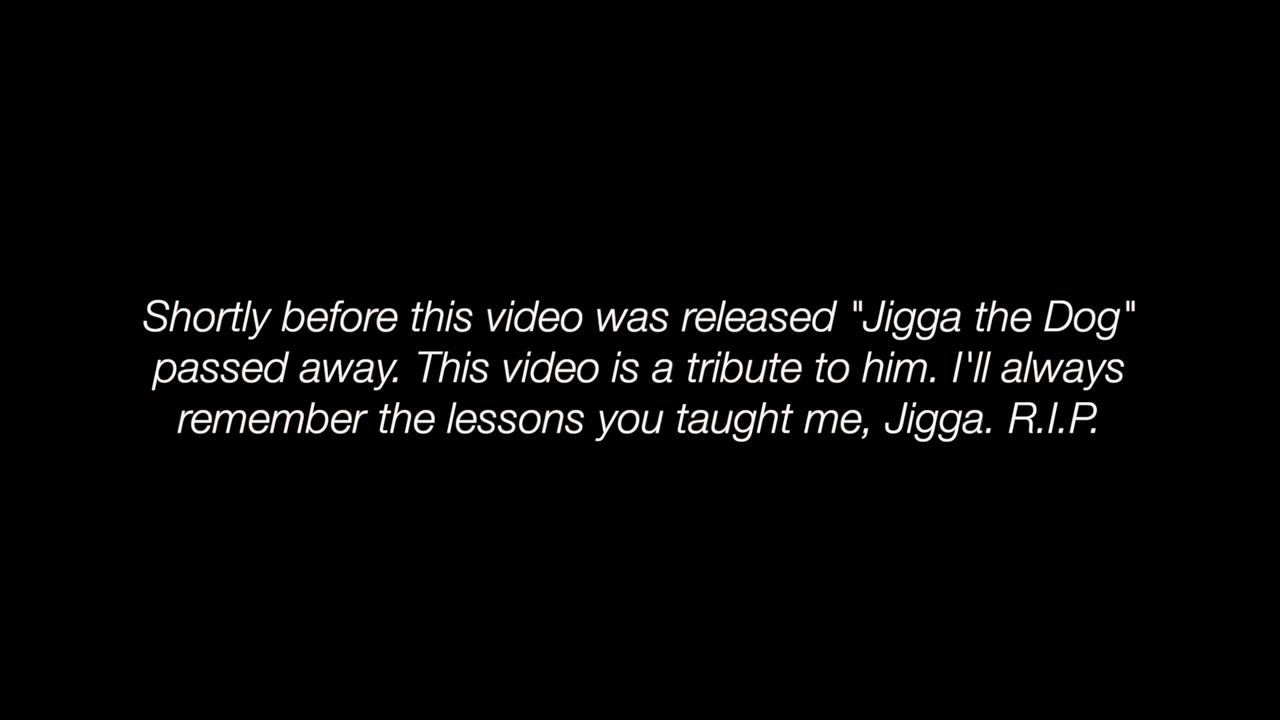 Shortly before this video was released "Jigga the Dog"
passed away. This video is a tribute to him. I'll always
remember the lessons you taught me, Jigga. R.I.P.